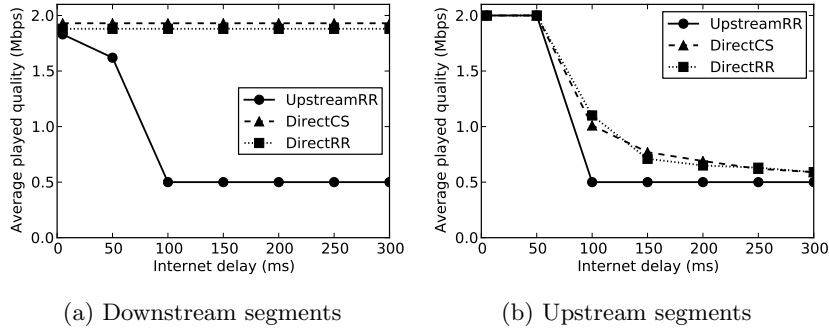 Average played quality (Mbps)
2.0
1.5
1.0
0.5
0.0
UpstreamRR
DirectCS
DirectRR
0 50 100 150 200 250 300
Internet delay (ms)
(a) Downstream segments
Average played quality (Mbps)
2.0
1.5
1.0
0.5
0.0
UpstreamRR
DirectCS
DirectRR
0 50 100 150 200 250 300
Internet delay (ms)
(b) Upstream segments